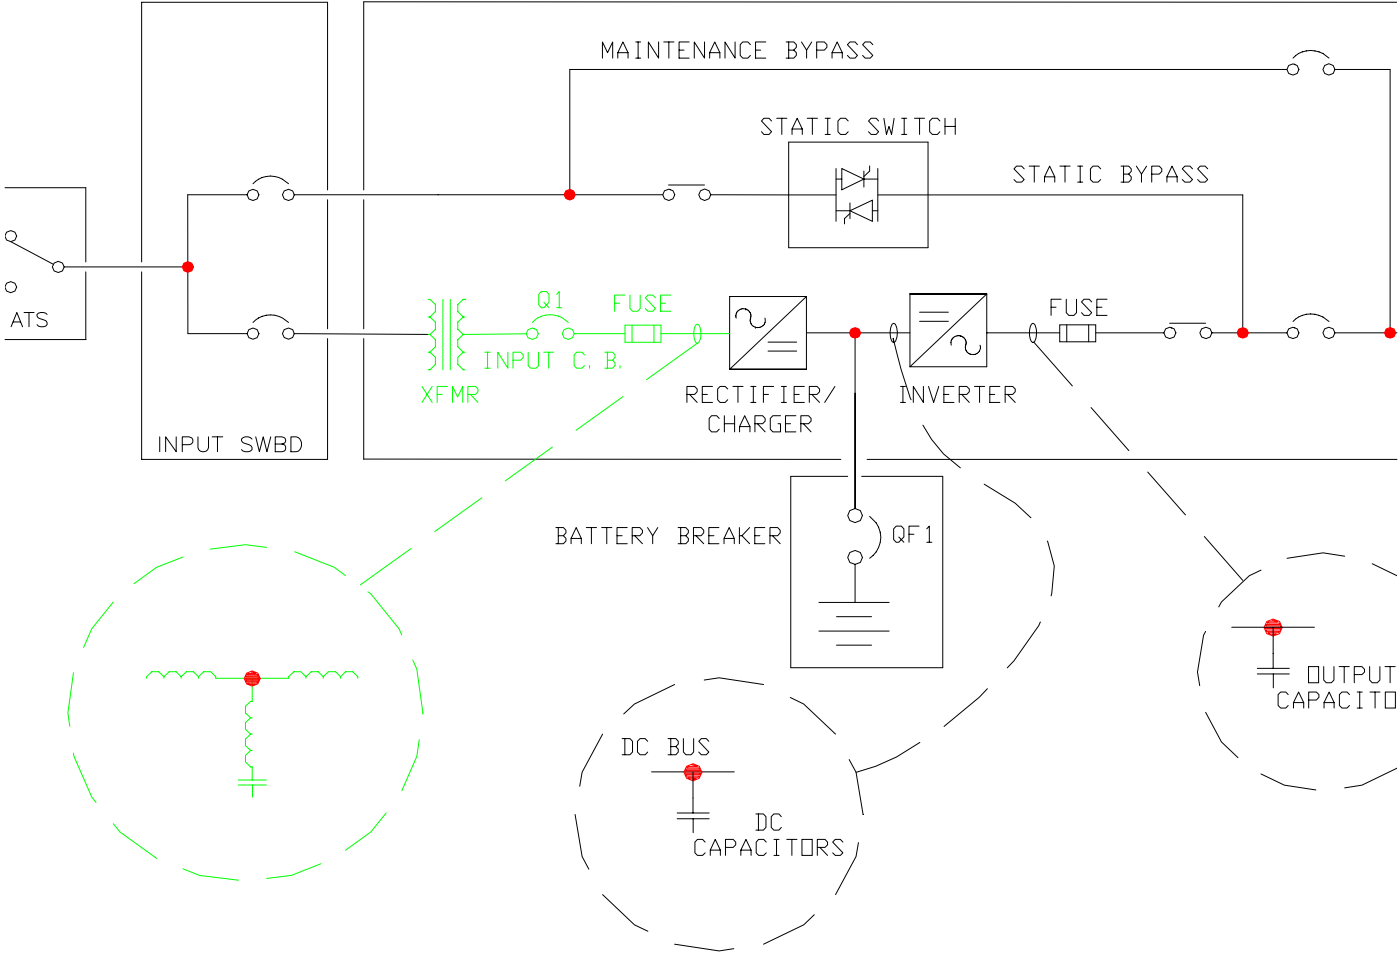 MAINTENANCE BYPASS
STATIC SWITCH
STATIC BYPASS
ATS
Q1
FUSE
INPUT C. B.
XFMR
RECTIFIER/
CHARGER
INVERTER
FUSE
INPUT SWBD
BATTERY BREAKER
QF1
OUTPUT
CAPACITO
DC BUS
DC
CAPACITORS